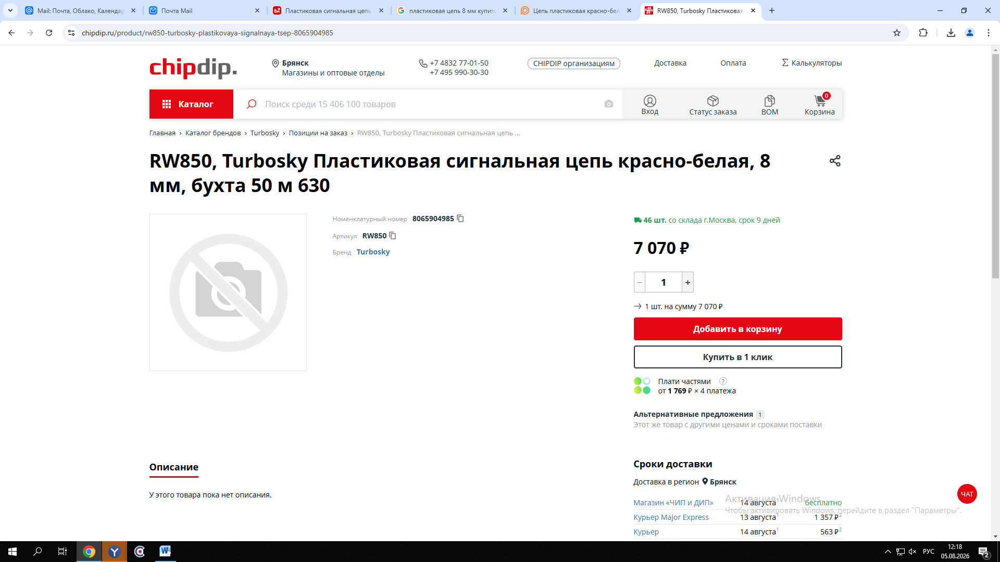 Mail: Почта, Облако, Календар
Почта Mail
Пластиковая сигнальная цепь
пластиковая цепь 8 мм купить
Цепь пластиковая красно-бел
RW850, Turbosky Пластиковая
chipdip.ru/product/rw850-turbosky-plastikovaya-signalnaya-tsep-8065904985
chipdip.
Брянск
Магазины и оптовые отделы
+7 4832 77-01-50
+7 495 990-30-30
CHIPDIP организациям
Доставка
Оплата
Калькуляторы
Каталог
Поиск среди 15 406 100 товаров
Вход
Статус заказа
BOM
0
Корзина
Главная › Каталог брендов › Turbosky › Позиции на заказ › RW850, Turbosky Пластиковая сигнальная цепь ...
RW850, Turbosky Пластиковая сигнальная цепь красно-белая, 8
мм, бухта 50 м 630
Номенклатурный номер 8065904985
Артикул RW850
Бренд Turbosky
46 шт. со склада г.Москва, срок 9 дней
7 070 ₽
− 1 +
1 шт. на сумму 7 070 ₽
Добавить в корзину
Купить в 1 клик
Плати частями ?
от 1 769 ₽ × 4 платежа
Альтернативные предложения 1
Этот же товар с другими ценами и сроками поставки
Описание
У этого товара пока нет описания.
Сроки доставки
Доставка в регион Брянск
Магазин «ЧИП и ДИП» 14 августа¹ бесплатно
Курьер Major Express 13 августа¹ 1 357 ₽²
Курьер 14 августа¹ 563 ₽²
Активация Windows
Чтобы активировать Windows, перейдите в раздел "Параметры".
ЧАТ
РУС
12:18
05.08.2026
2